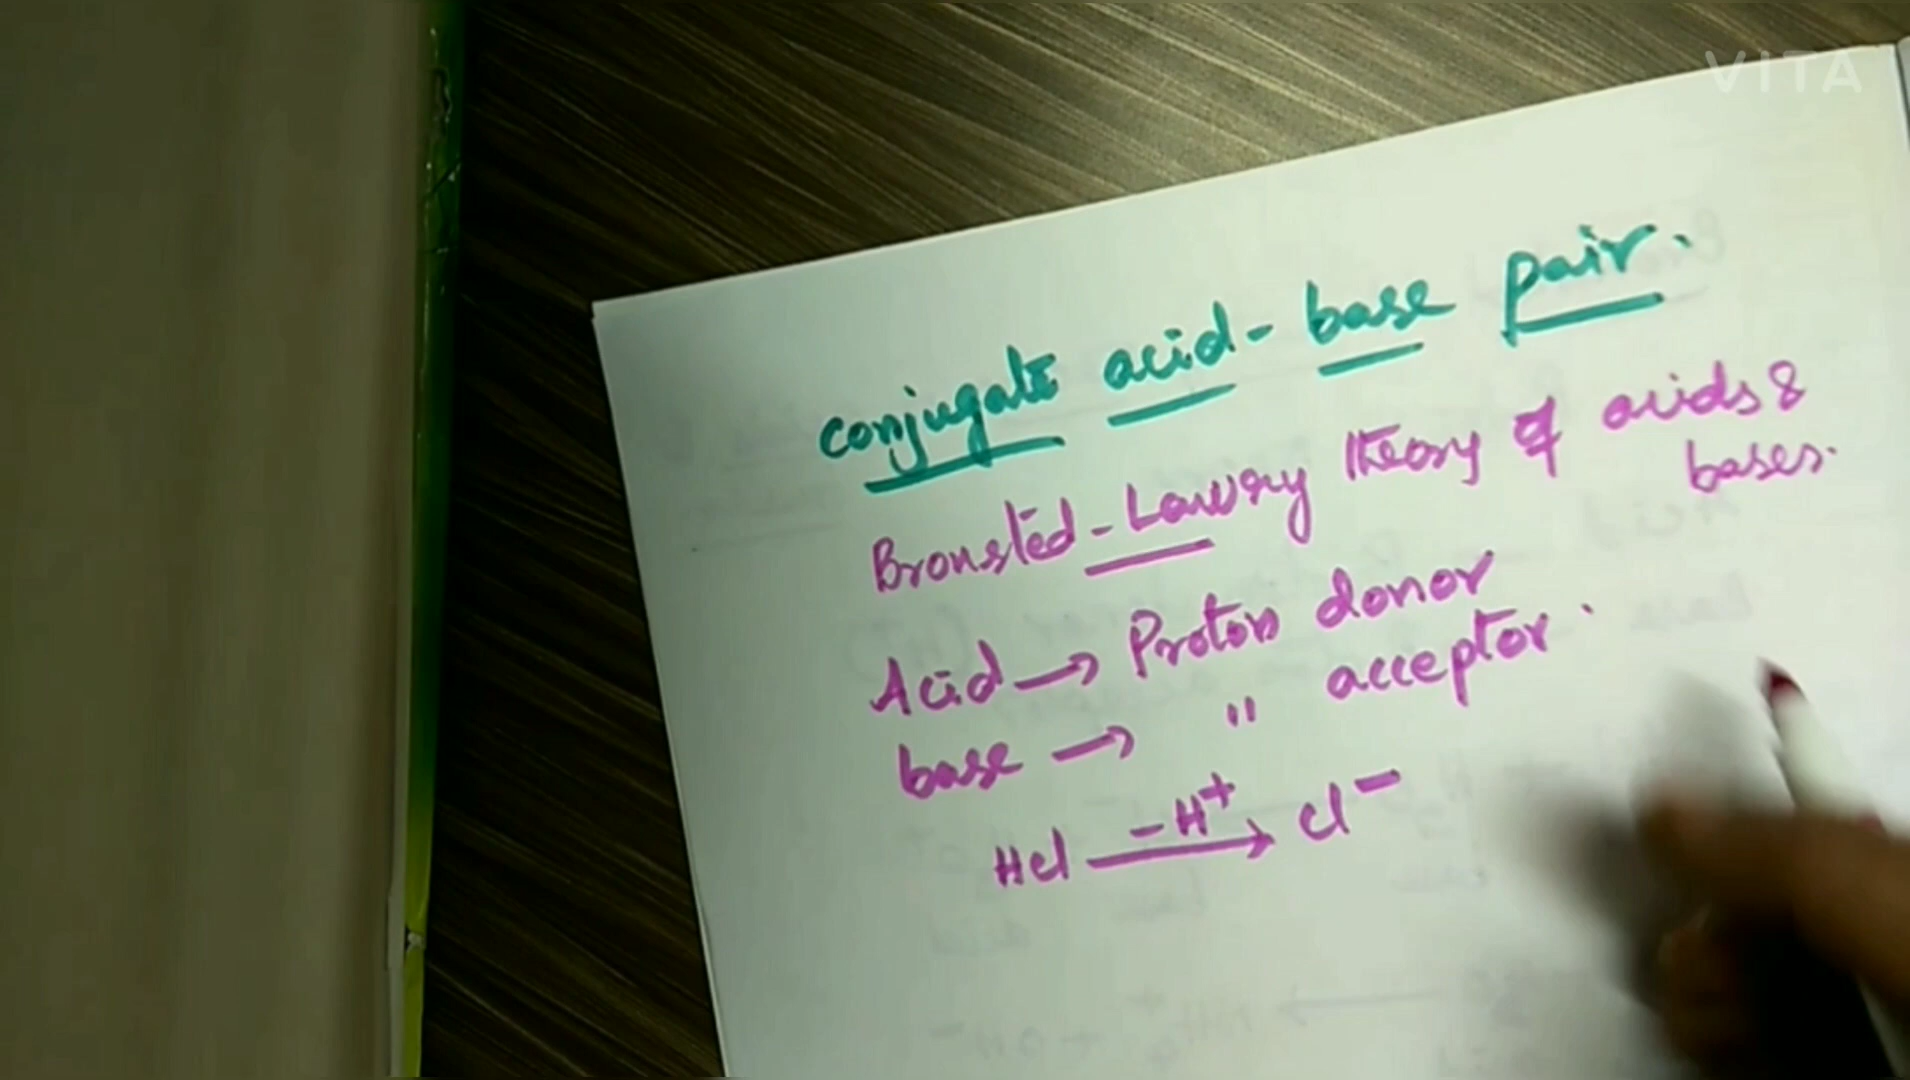 VITA
conjugate acid-base pair.
Bronsted-Lowry theory of acids &
bases.
Acid → Proton donor
base → " acceptor.
HCl —-H⁺→ Cl⁻